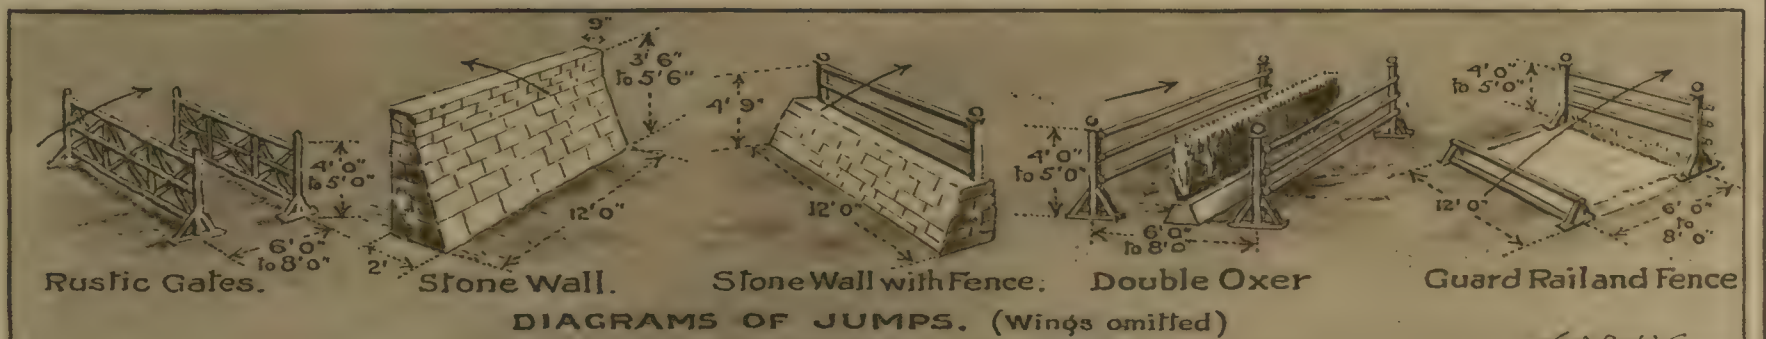 4' 0"
to 5' 0"
6' 0"
to 8' 0"
Rustic Gates.
9"
3' 6"
to 5' 6"
12' 0"
2'
Stone Wall.
4' 9"
12' 0"
Stone Wall with Fence.
4' 0"
to 5' 0"
6' 0"
to 8' 0"
Double Oxer
4' 0"
to 5' 0"
12' 0"
6' 0"
to
8' 0"
Guard Rail and Fence
DIAGRAMS OF JUMPS. (Wings omitted)